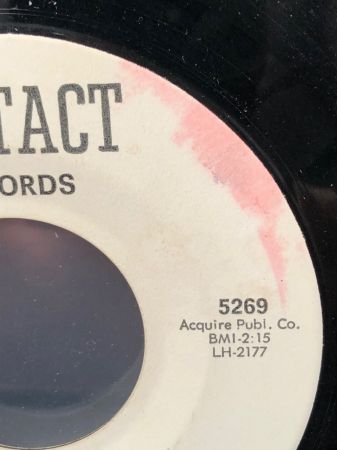 TACT
ORDS
5269
Acquire Publ. Co.
BMI-2:15
LH-2177